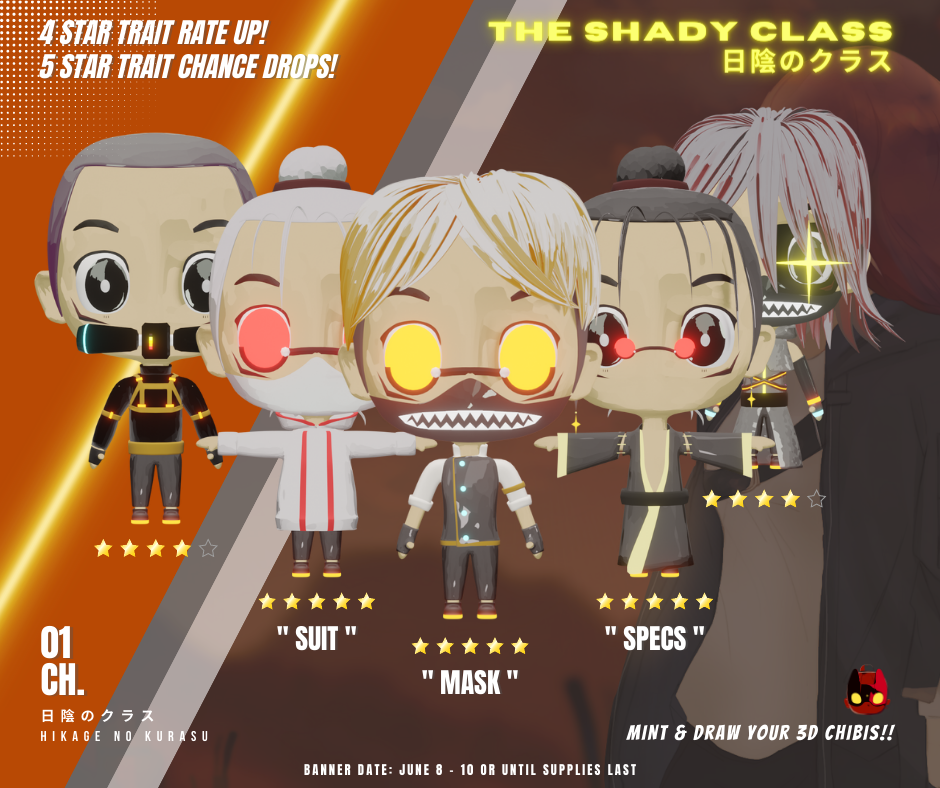 4 STAR TRAIT RATE UP!
5 STAR TRAIT CHANCE DROPS!
THE SHADY CLASS
日陰のクラス
" SUIT "
" MASK "
" SPECS "
01
CH.
日陰のクラス
HIKAGE NO KURASU
MINT & DRAW YOUR 3D CHIBIS!!
BANNER DATE: JUNE 8 - 10 OR UNTIL SUPPLIES LAST